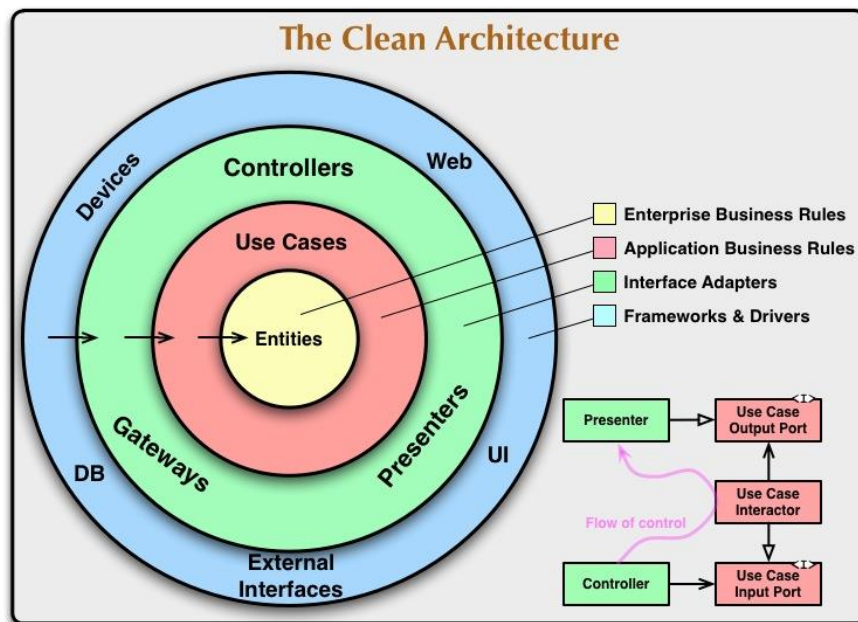 The Clean Architecture
Devices
Web
Controllers
Use Cases
Entities
Gateways
Presenters
DB
UI
External
Interfaces
Enterprise Business Rules
Application Business Rules
Interface Adapters
Frameworks & Drivers
Presenter
<I>
Use Case
Output Port
Use Case
Interactor
Flow of control
Controller
<I>
Use Case
Input Port